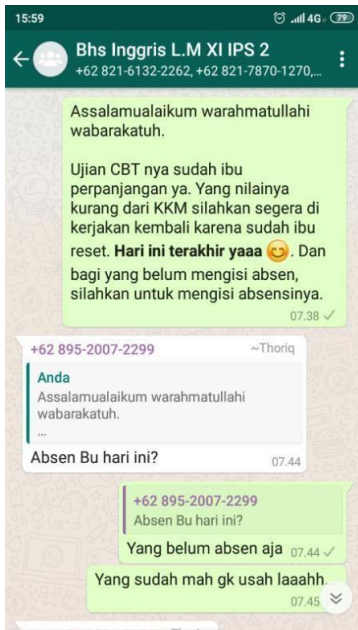 15:59
4G
79
Bhs Inggris L.M XI IPS 2
+62 821-6132-2262, +62 821-7870-1270,...
Assalamualaikum warahmatullahi
wabarakatuh.
Ujian CBT nya sudah ibu
perpanjangan ya. Yang nilainya
kurang dari KKM silahkan segera di
kerjakan kembali karena sudah ibu
reset. Hari ini terakhir yaaa 😊. Dan
bagi yang belum mengisi absen,
silahkan untuk mengisi absensinya.
07.38
+62 895-2007-2299
~Thoriq
Anda
Assalamualaikum warahmatullahi
wabarakatuh.
...
Absen Bu hari ini?
07.44
+62 895-2007-2299
Absen Bu hari ini?
Yang belum absen aja
07.44
Yang sudah mah gk usah laaahh.
07.45